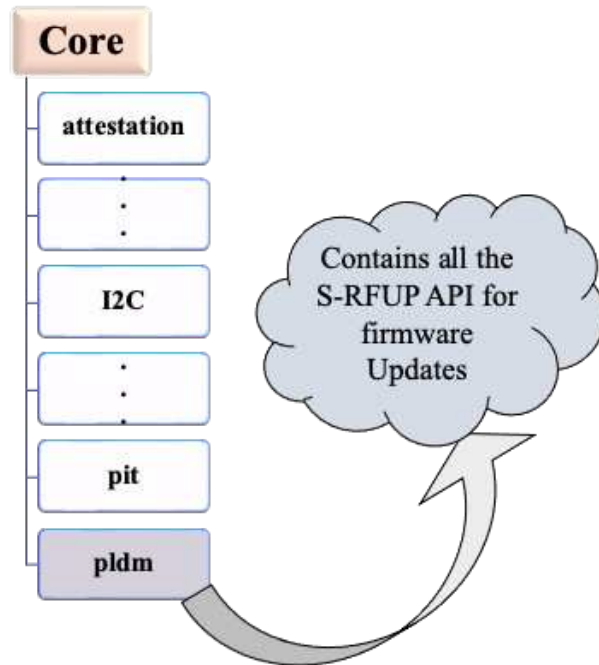 Core
attestation
.
.
.
I2C
.
.
.
pit
pldm
Contains all the
S-RFUP API for
firmware
Updates